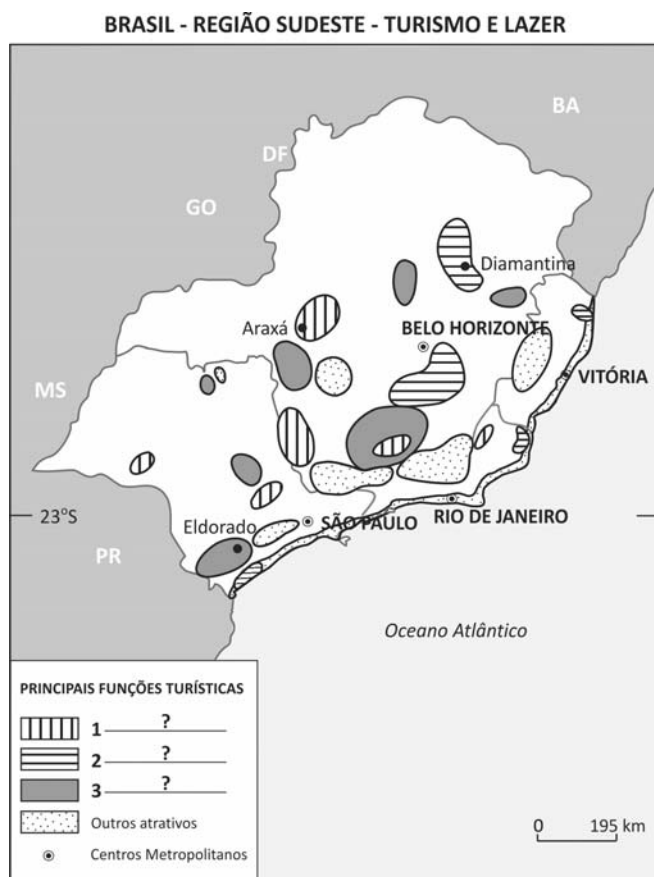 BRASIL - REGIÃO SUDESTE - TURISMO E LAZER
BA
DF
GO
Diamantina
Araxá
BELO HORIZONTE
MS
VITÓRIA
23°S
RIO DE JANEIRO
SÃO PAULO
Eldorado
PR
Oceano Atlântico
PRINCIPAIS FUNÇÕES TURÍSTICAS
1 ?
2 ?
3 ?
Outros atrativos
Centros Metropolitanos
0 195 km